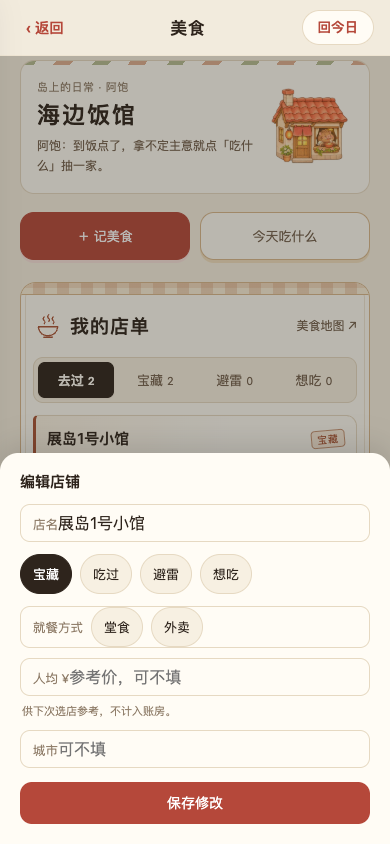 ‹ 返回
美食
回今日
岛上的日常 · 阿饱
海边饭馆
阿饱：到饭点了，拿不定主意就点「吃什
么」抽一家。
＋ 记美食
今天吃什么
我的店单
美食地图 ↗
去过 2
宝藏 2
避雷 0
想吃 0
展岛1号小馆
宝藏
编辑店铺
店名展岛1号小馆
宝藏
吃过
避雷
想吃
就餐方式
堂食
外卖
人均 ¥参考价，可不填
供下次选店参考，不计入账房。
城市可不填
保存修改